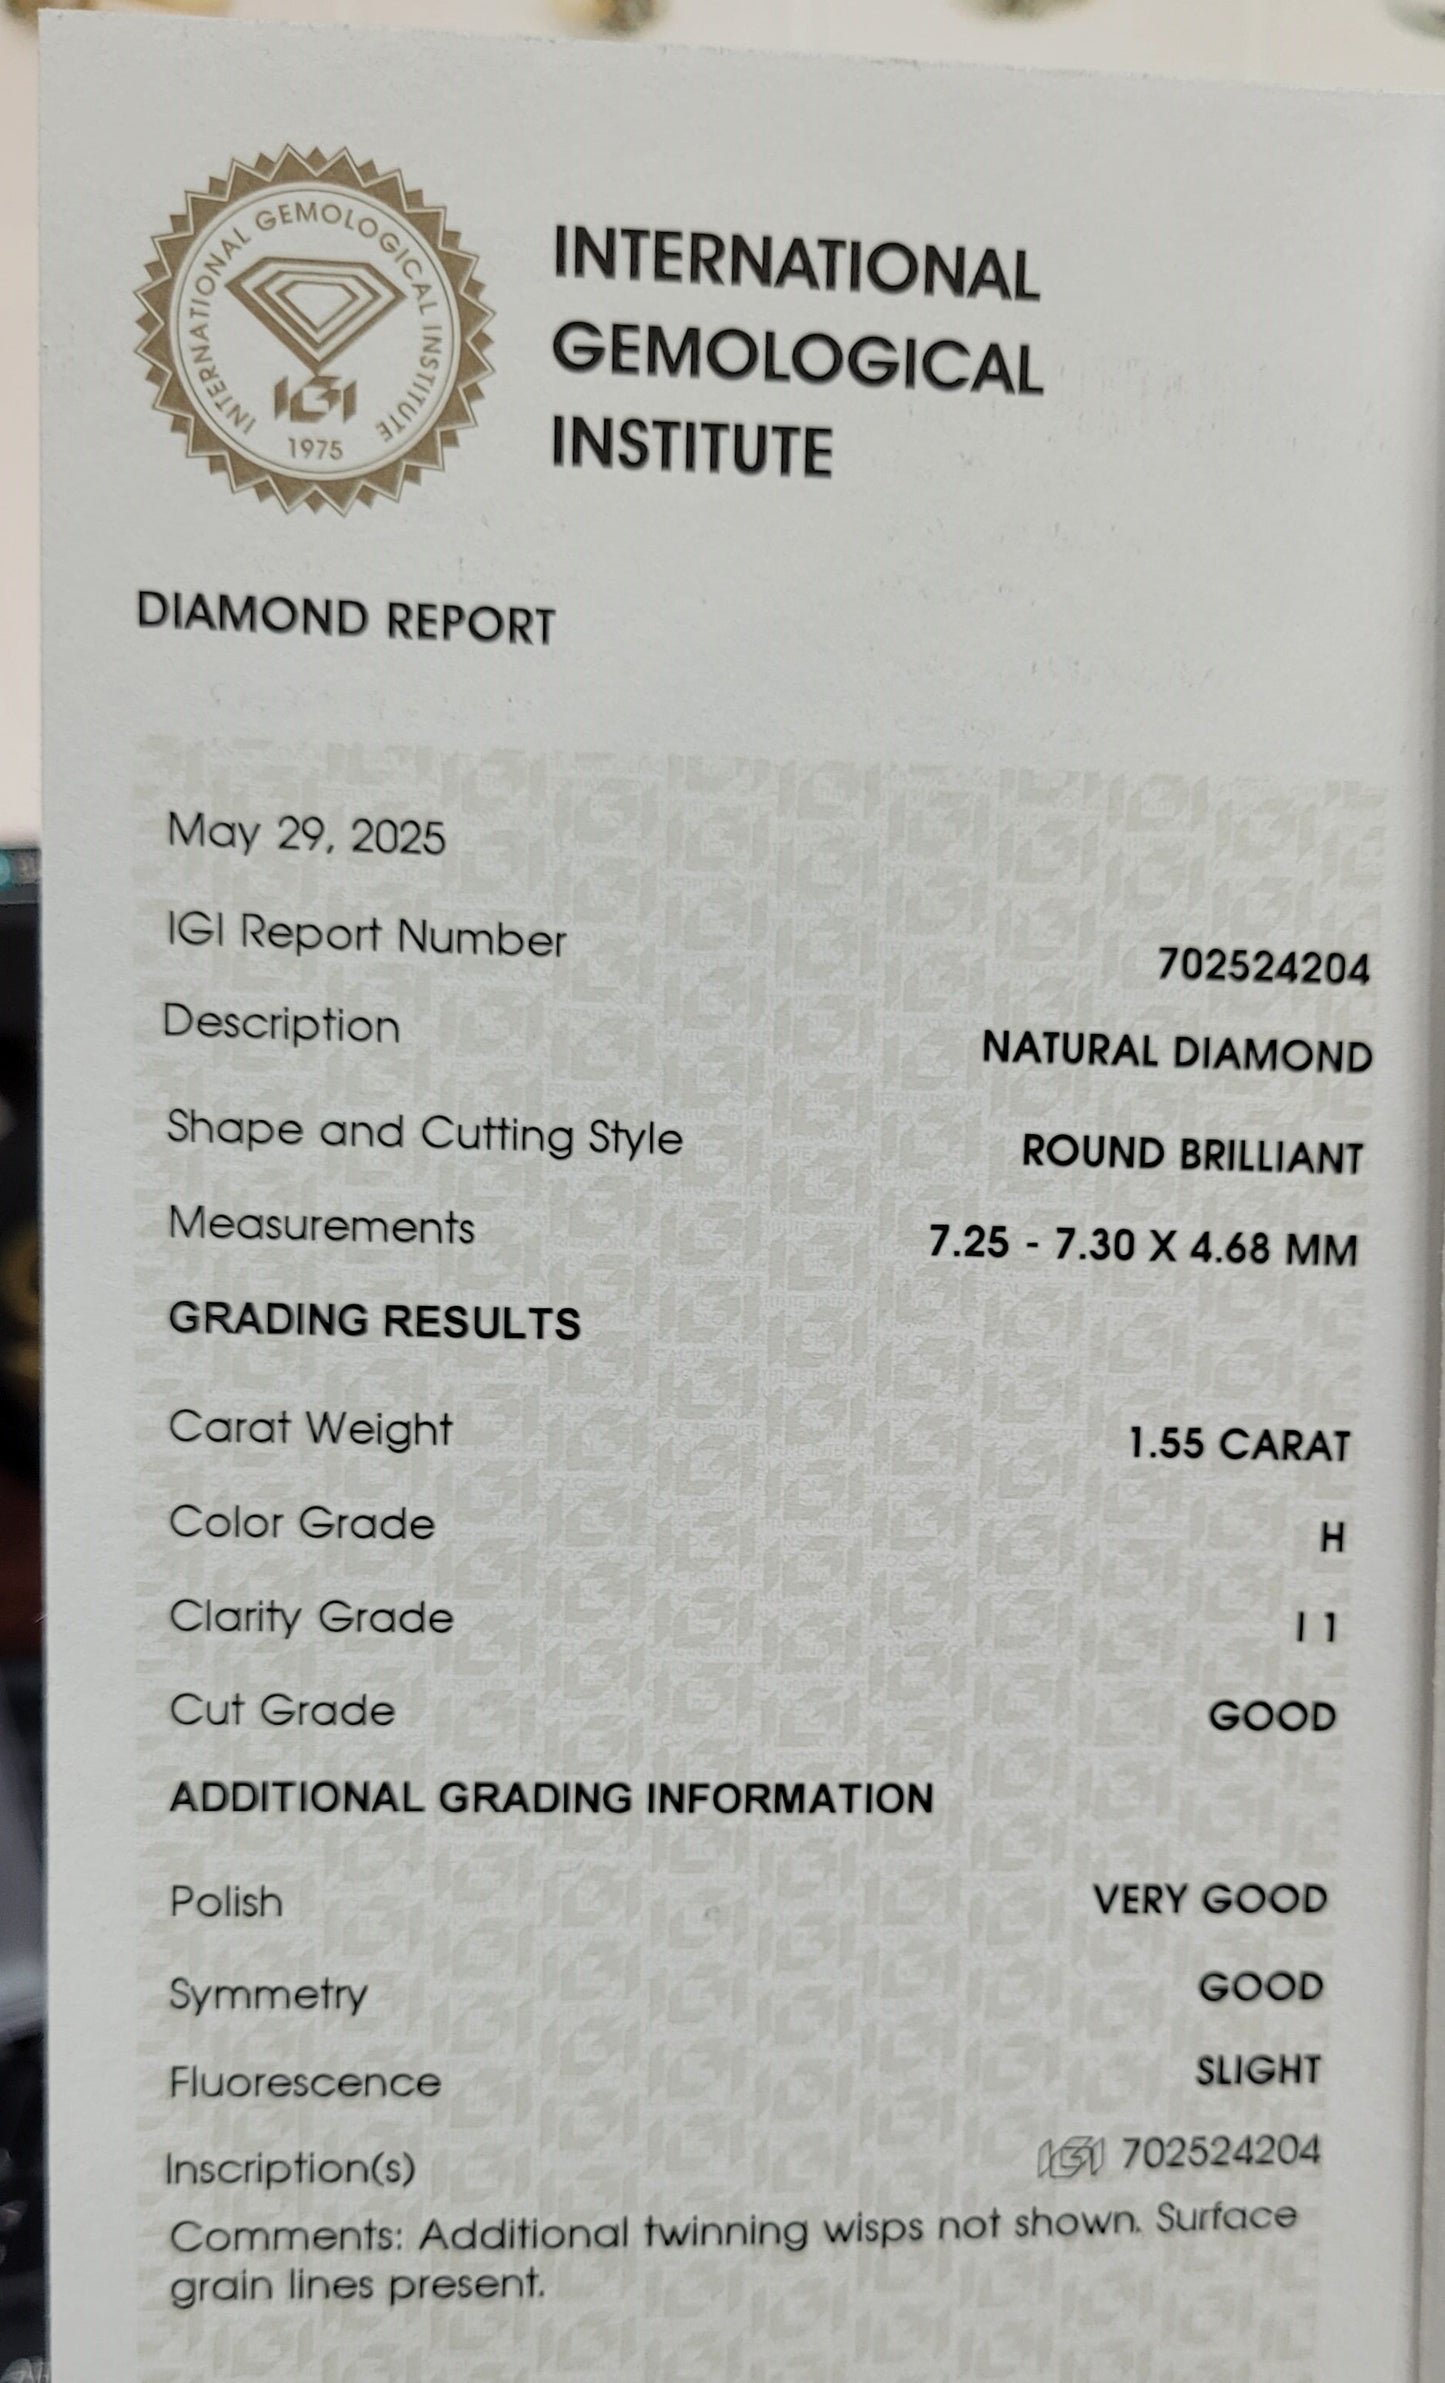 INTERNATIONAL GEMOLOGICAL INSTITUTE
IGI
1975
INTERNATIONAL
GEMOLOGICAL
INSTITUTE
DIAMOND REPORT
May 29, 2025
IGI Report Number 702524204
Description NATURAL DIAMOND
Shape and Cutting Style ROUND BRILLIANT
Measurements 7.25 - 7.30 X 4.68 MM
GRADING RESULTS
Carat Weight 1.55 CARAT
Color Grade H
Clarity Grade I 1
Cut Grade GOOD
ADDITIONAL GRADING INFORMATION
Polish VERY GOOD
Symmetry GOOD
Fluorescence SLIGHT
Inscription(s) IGI 702524204
Comments: Additional twinning wisps not shown. Surface
grain lines present.